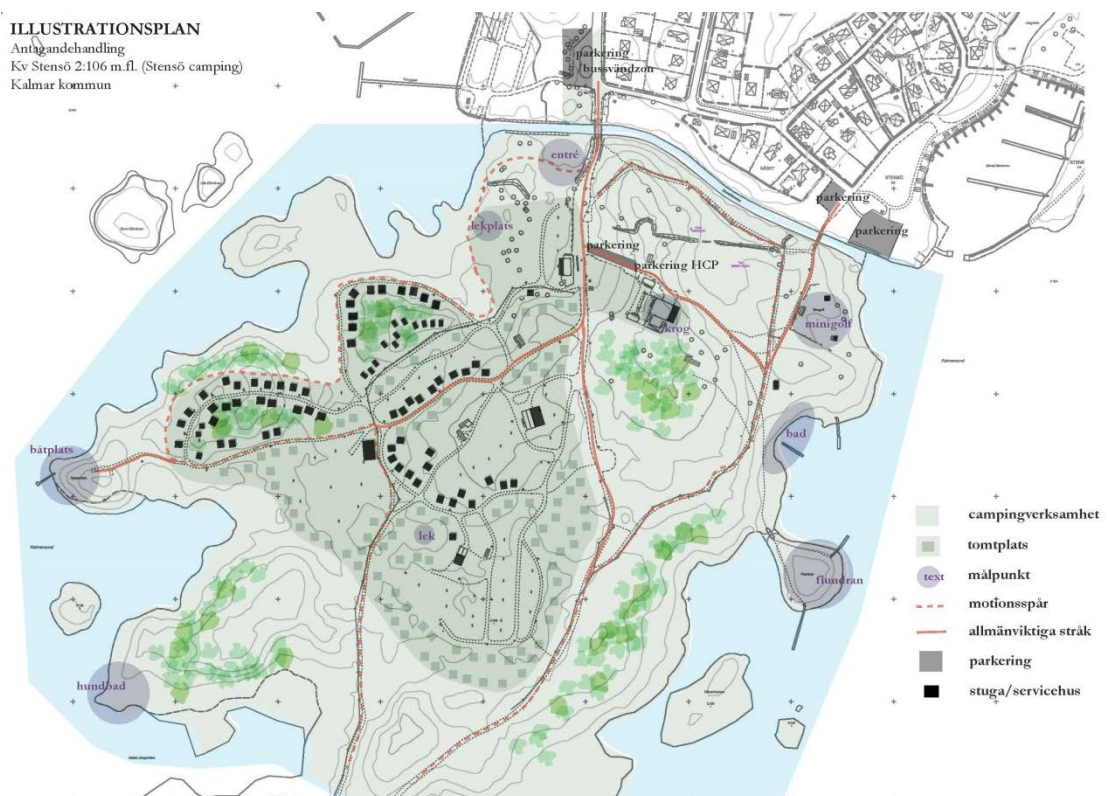 ILLUSTRATIONSPLAN
Antagandehandling
Kv Stensö 2:106 m.fl. (Stensö camping)
Kalmar kommun
parkering
/bussvändzon
entré
lekplats
parkering
parkering
parkering
parkering HCP
krog
minigolf
båtplats
bad
lek
flundran
hundbad
STENSÖ
campingverksamhet
tomtplats
text
målpunkt
motionsspår
allmänviktiga stråk
parkering
stuga/servicehus